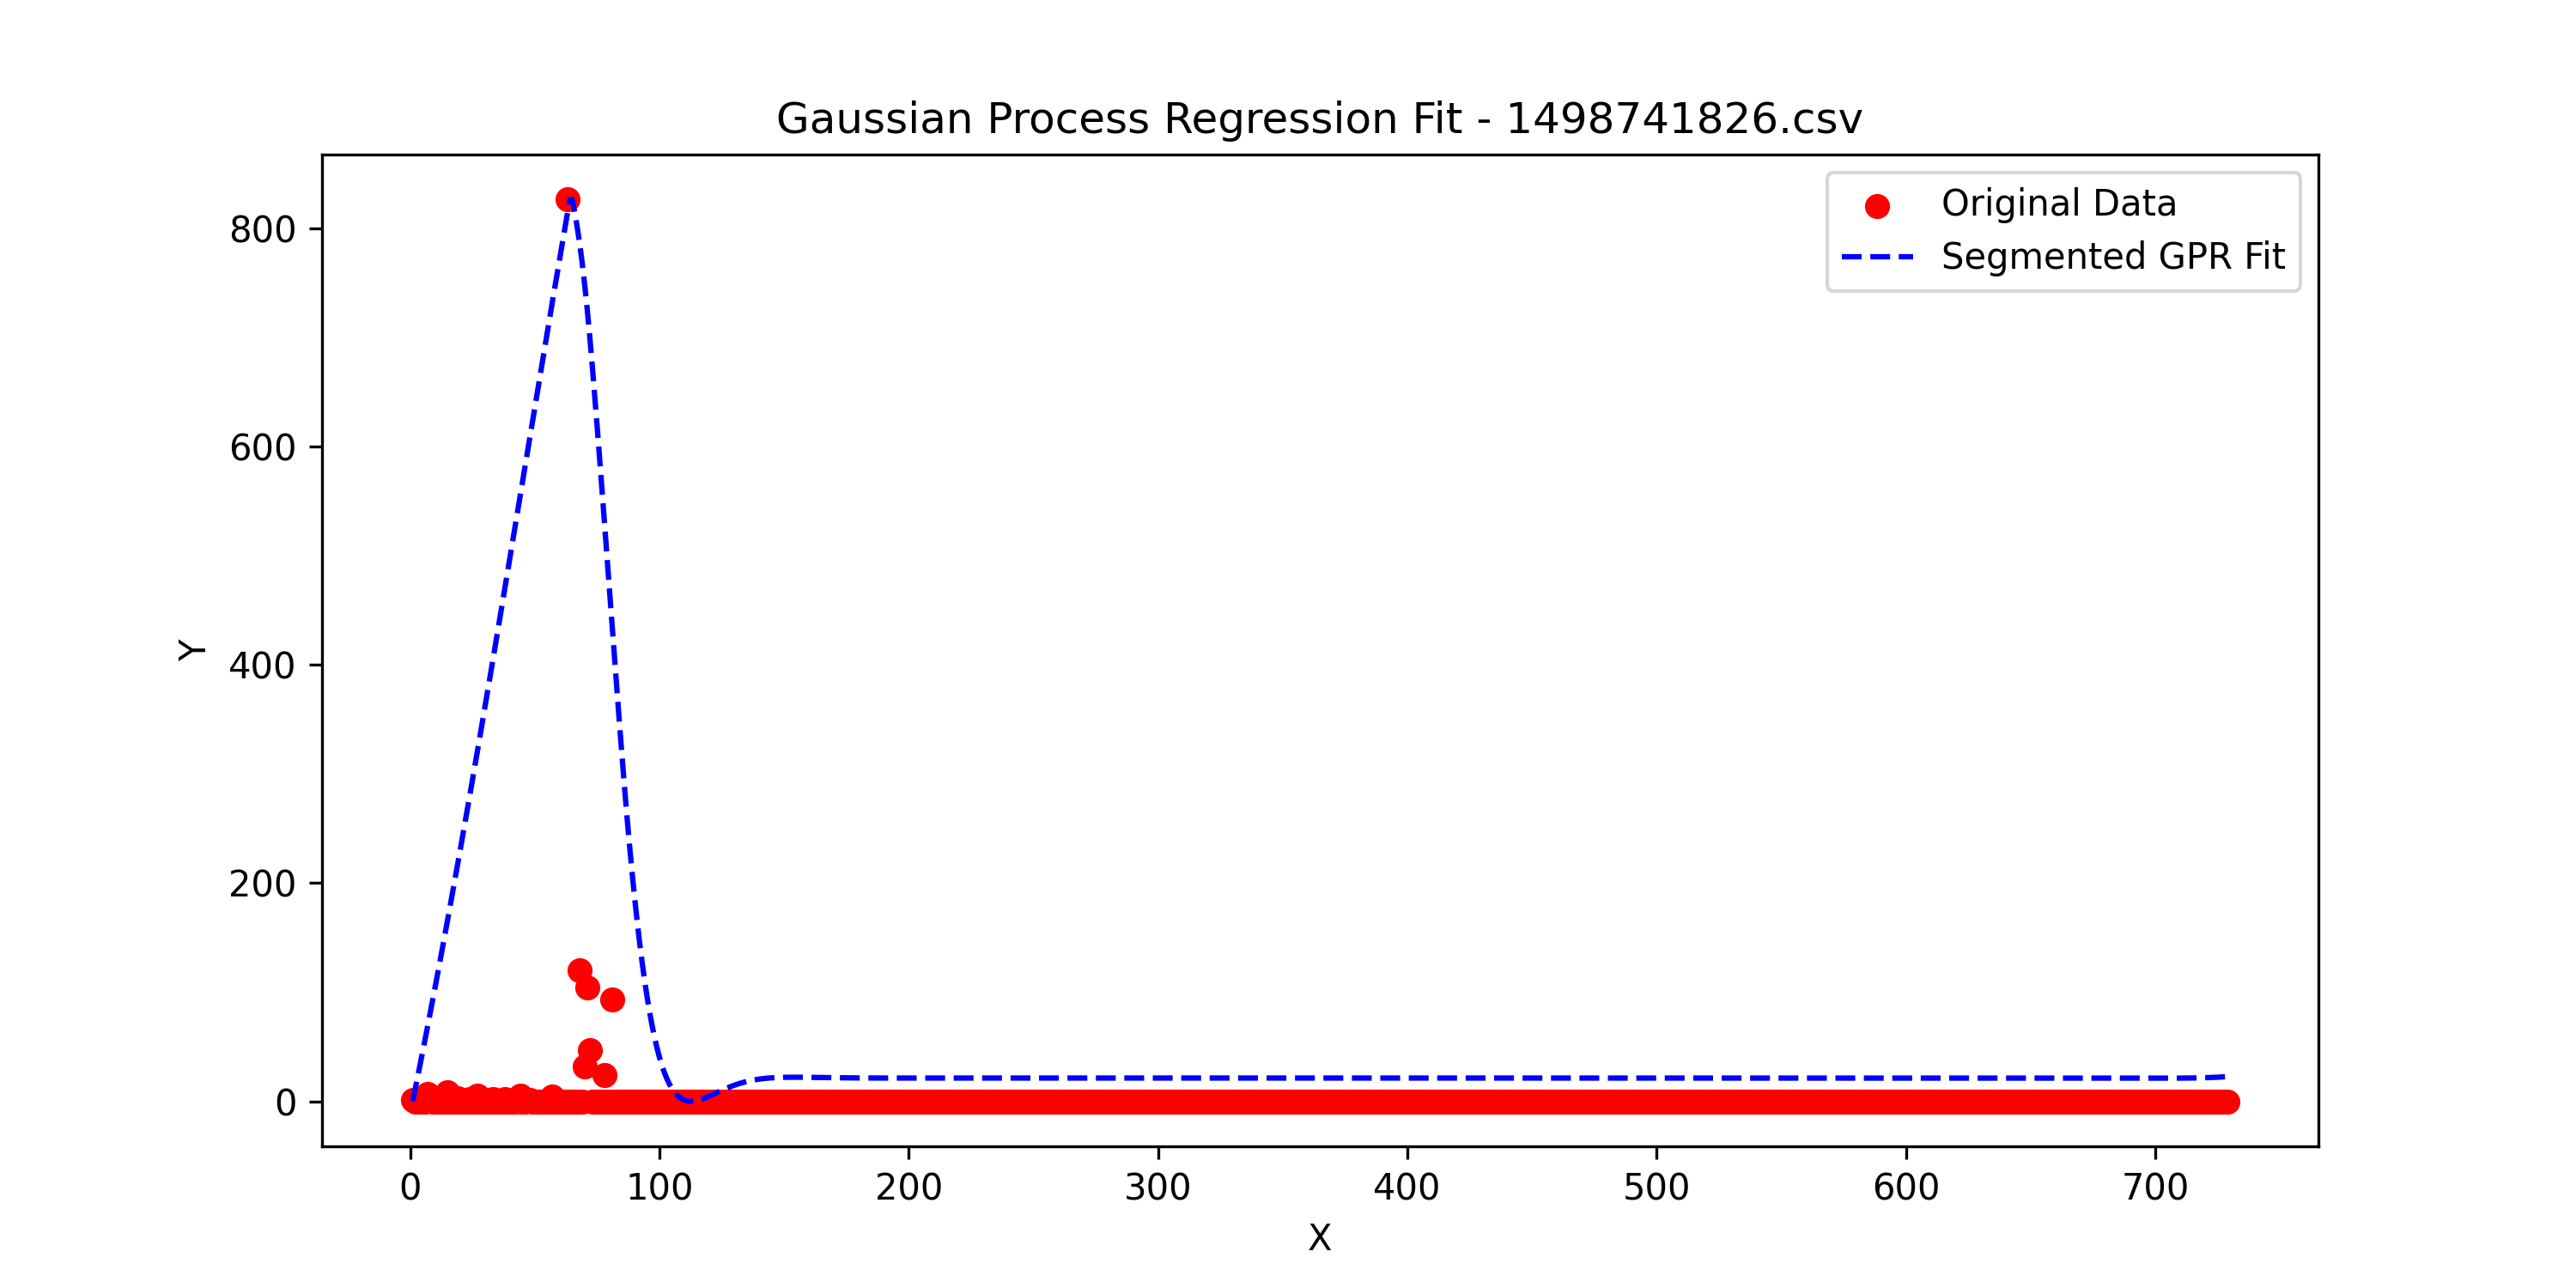 Gaussian Process Regression Fit - 1498741826.csv
Original Data
Segmented GPR Fit
800
600
400
200
0
Y
0 100 200 300 400 500 600 700
X